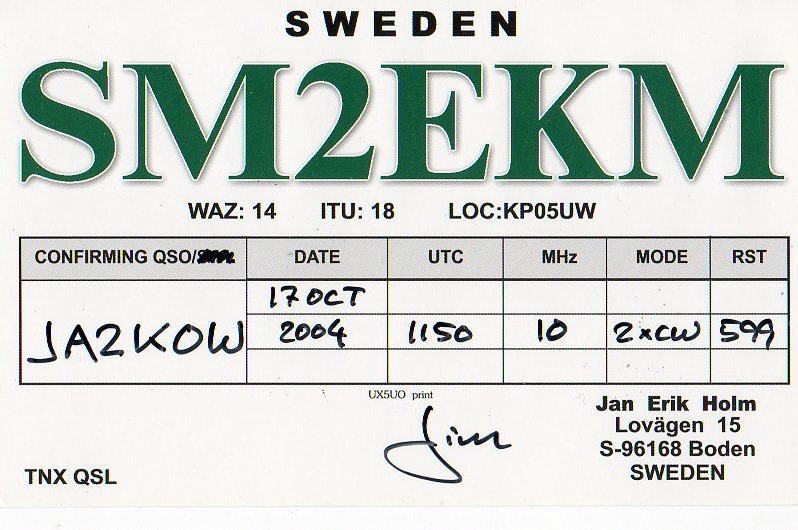 SWEDEN
SM2EKM
WAZ: 14 ITU: 18 LOC:KP05UW
CONFIRMING QSO/ DATE UTC MHz MODE RST
17 OCT
JA2KOW 2004 1150 10 2xCW 599
UX5UO print
Jim
Jan Erik Holm
Lovägen 15
S-96168 Boden
SWEDEN
TNX QSL